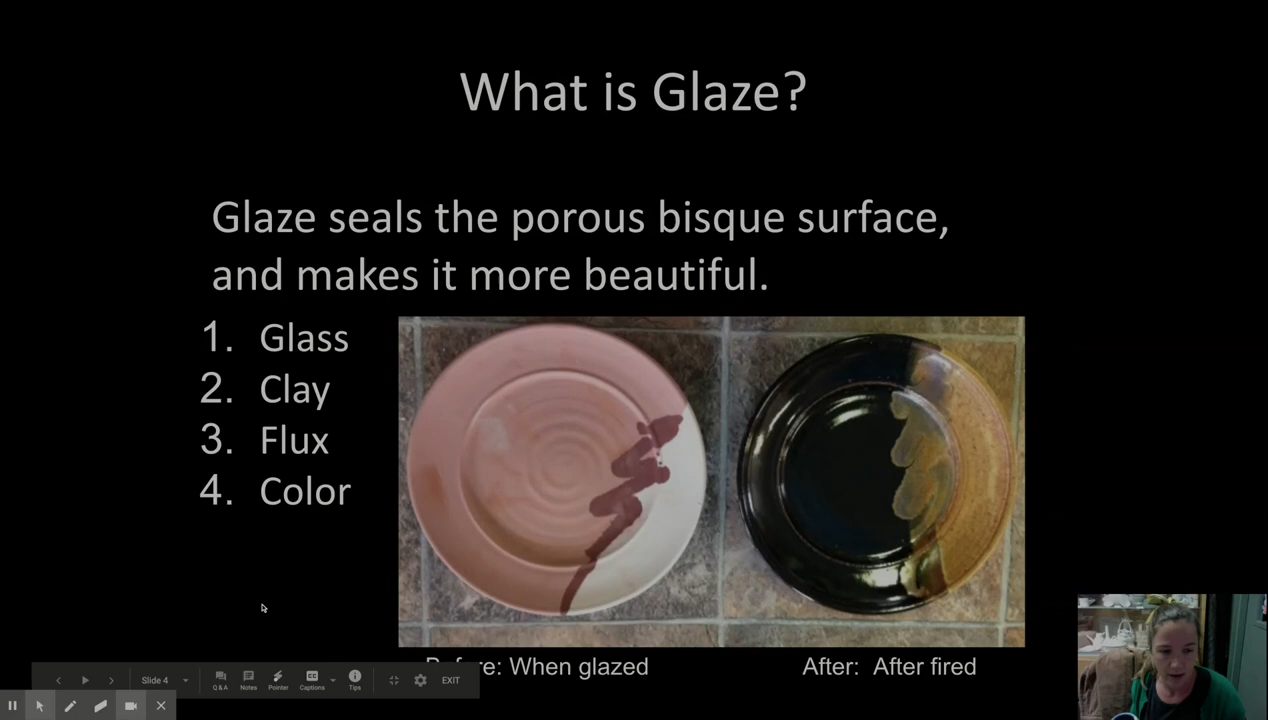 What is Glaze?
Glaze seals the porous bisque surface,
and makes it more beautiful.
1. Glass
2. Clay
3. Flux
4. Color
Before: When glazed
After: After fired
Slide 4
Q & A
Notes
Pointer
Captions
Tips
EXIT